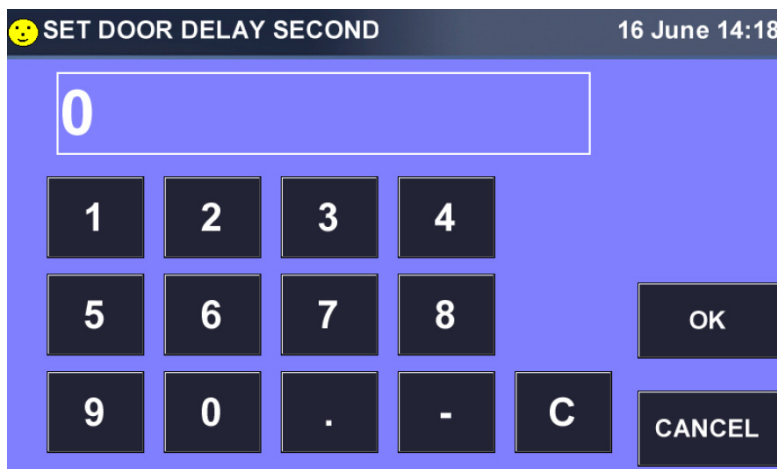 SET DOOR DELAY SECOND 16 June 14:18
0
1 2 3 4
5 6 7 8 OK
9 0 . - C CANCEL